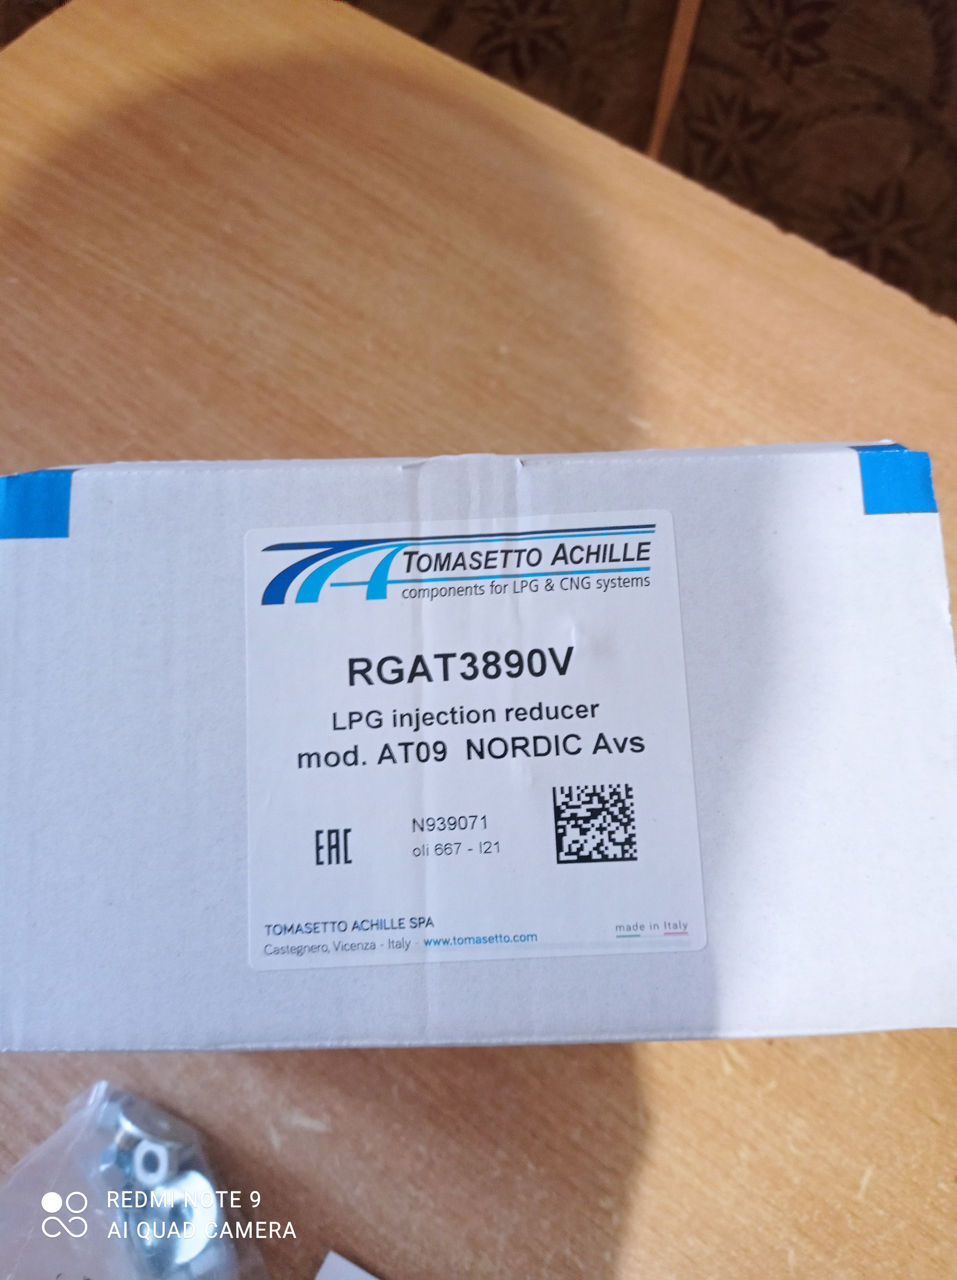 TOMASETTO ACHILLE
components for LPG & CNG systems
RGAT3890V
LPG injection reducer
mod. AT09 NORDIC Avs
EAC
N939071
oli 667 - I21
TOMASETTO ACHILLE SPA
Castegnero, Vicenza - Italy - www.tomasetto.com
made in Italy
REDMI NOTE 9
AI QUAD CAMERA